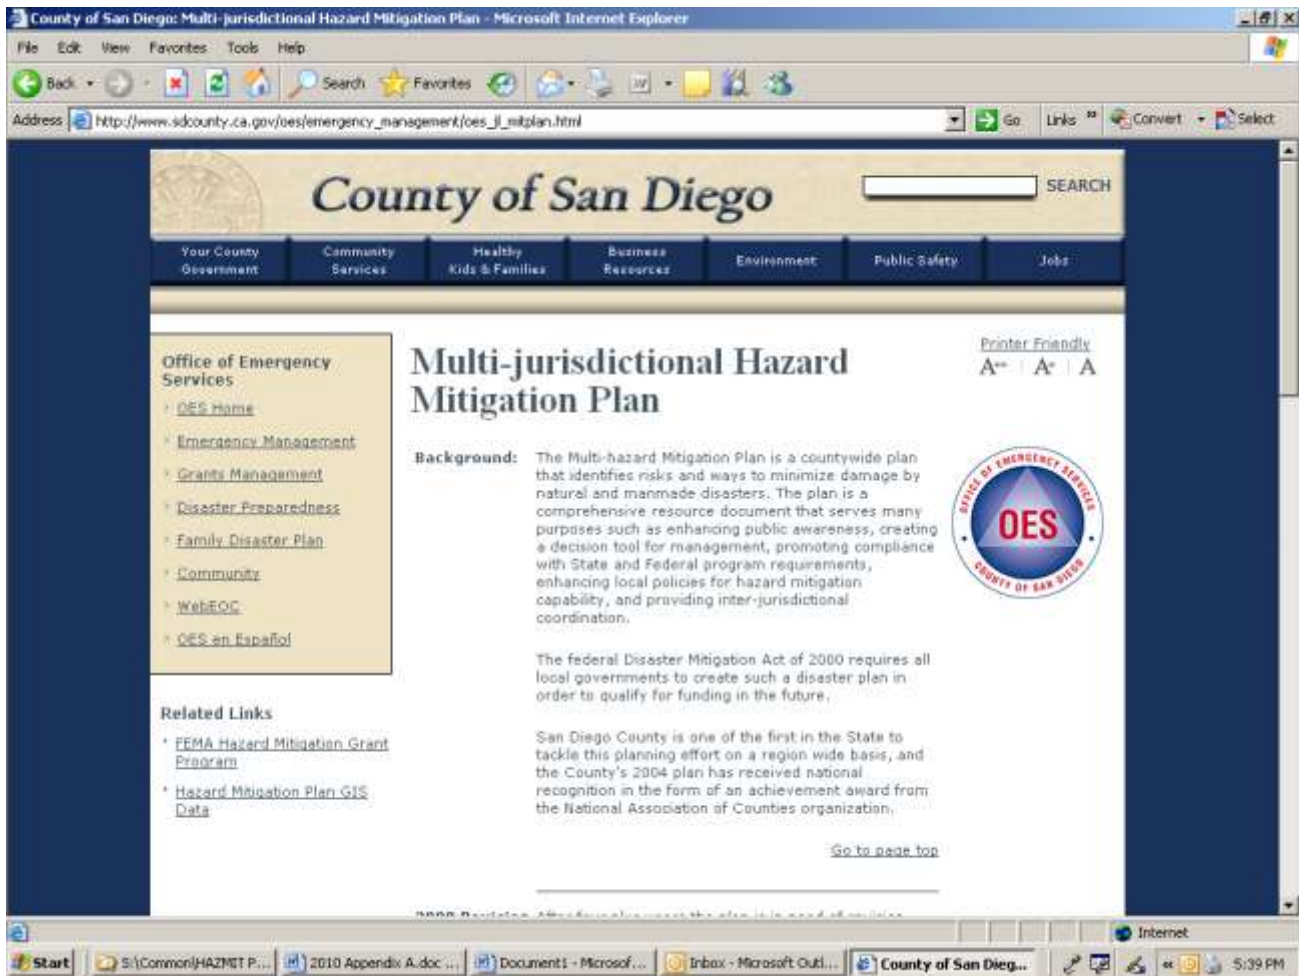 County of San Diego: Multi-jurisdictional Hazard Mitigation Plan - Microsoft Internet Explorer
File Edit View Favorites Tools Help
Back Search Favorites
Address http://www.sdcounty.ca.gov/oes/emergency_management/oes_jl_mitplan.html Go Links » Convert Select
County of San Diego
SEARCH
Your County Government
Community Services
Healthy Kids & Families
Business Resources
Environment
Public Safety
Jobs
Office of Emergency
Services
OES Home
Emergency Management
Grants Management
Disaster Preparedness
Family Disaster Plan
Community
WebEOC
OES en Español
Related Links
FEMA Hazard Mitigation Grant
Program
Hazard Mitigation Plan GIS
Data
Multi-jurisdictional Hazard
Mitigation Plan
Printer Friendly
A++ A+ A
Background:
The Multi-hazard Mitigation Plan is a countywide plan
that identifies risks and ways to minimize damage by
natural and manmade disasters. The plan is a
comprehensive resource document that serves many
purposes such as enhancing public awareness, creating
a decision tool for management, promoting compliance
with State and Federal program requirements,
enhancing local policies for hazard mitigation
capability, and providing inter-jurisdictional
coordination.
The federal Disaster Mitigation Act of 2000 requires all
local governments to create such a disaster plan in
order to qualify for funding in the future.
San Diego County is one of the first in the State to
tackle this planning effort on a region wide basis, and
the County's 2004 plan has received national
recognition in the form of an achievement award from
the National Association of Counties organization.
Go to page top
OFFICE OF EMERGENCY SERVICES
OES
COUNTY OF SAN DIEGO
Internet
Start S:\Common\HAZMIT P... 2010 Appendix A.doc ... Document1 - Microsof... Inbox - Microsoft Outl... County of San Dieg... « 5:39 PM